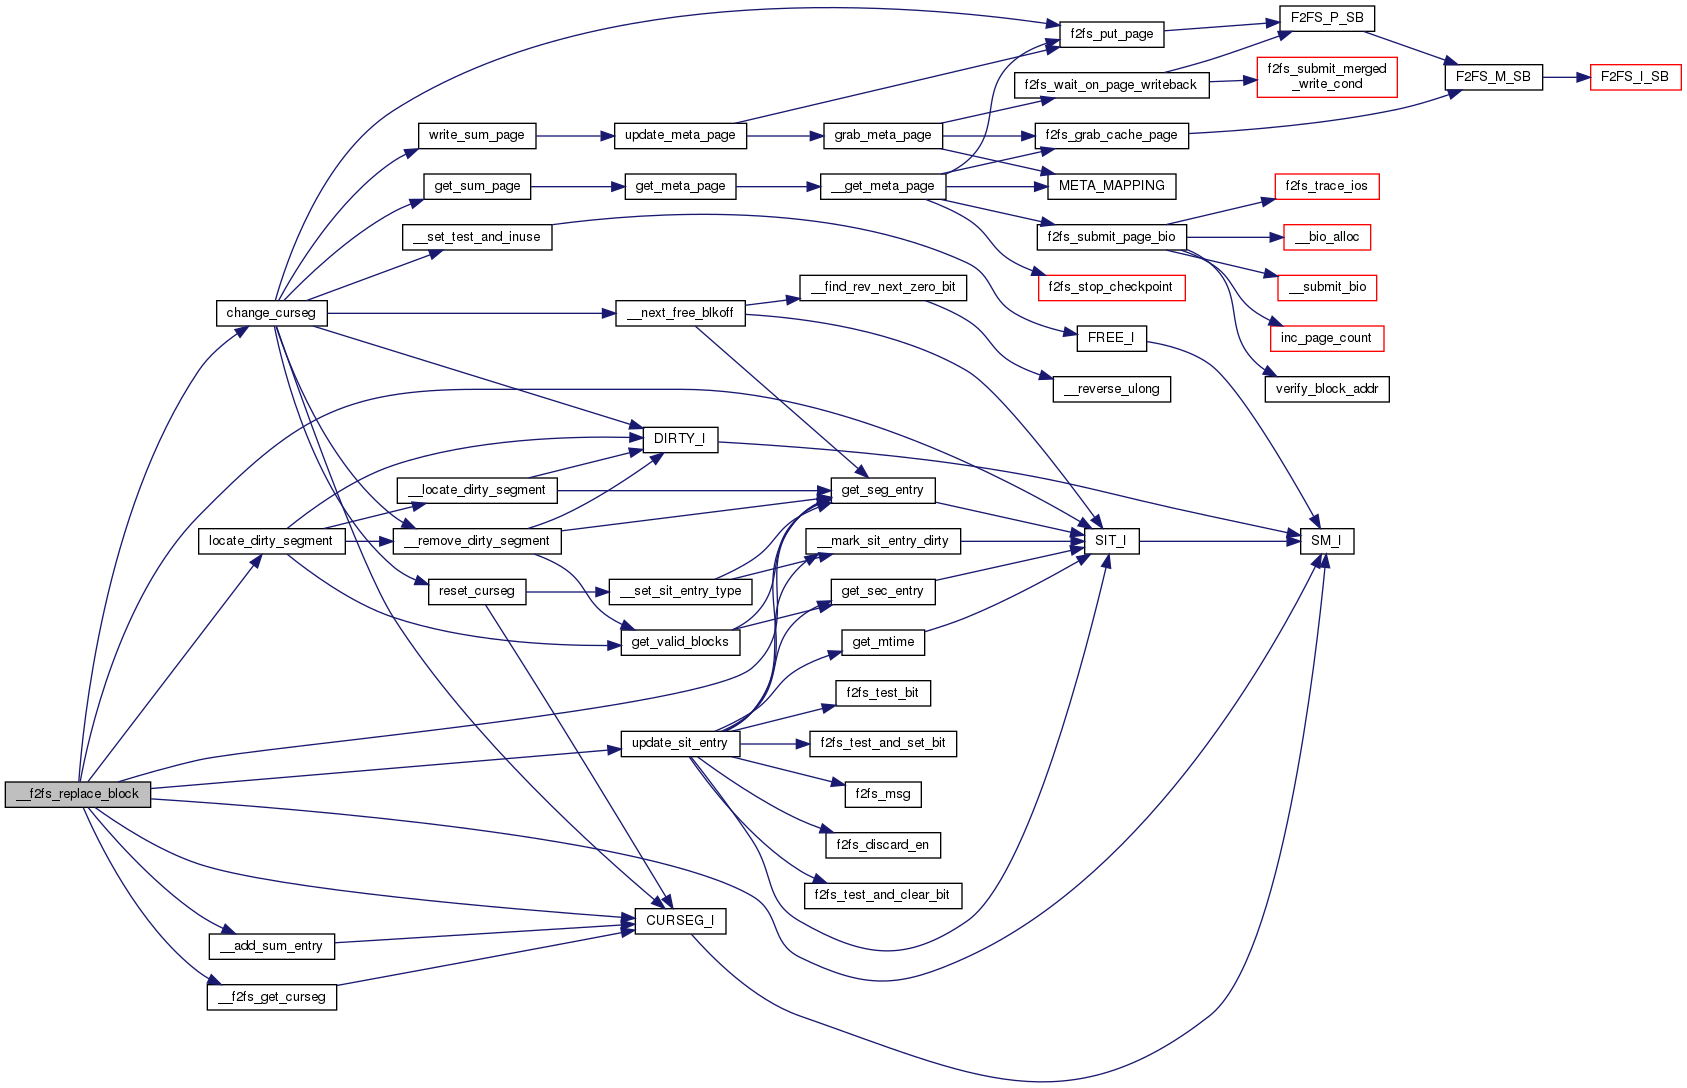 F2FS_P_SB
f2fs_put_page
f2fs_submit_merged
_write_cond
F2FS_M_SB
F2FS_I_SB
f2fs_wait_on_page_writeback
write_sum_page
update_meta_page
grab_meta_page
f2fs_grab_cache_page
get_sum_page
get_meta_page
__get_meta_page
META_MAPPING
f2fs_trace_ios
__set_test_and_inuse
f2fs_submit_page_bio
__bio_alloc
__find_rev_next_zero_bit
f2fs_stop_checkpoint
__submit_bio
change_curseg
__next_free_blkoff
FREE_I
inc_page_count
__reverse_ulong
verify_block_addr
DIRTY_I
__locate_dirty_segment
get_seg_entry
locate_dirty_segment
__remove_dirty_segment
__mark_sit_entry_dirty
SIT_I
SM_I
reset_curseg
__set_sit_entry_type
get_sec_entry
get_valid_blocks
get_mtime
f2fs_test_bit
update_sit_entry
f2fs_test_and_set_bit
__f2fs_replace_block
f2fs_msg
f2fs_discard_en
f2fs_test_and_clear_bit
CURSEG_I
__add_sum_entry
__f2fs_get_curseg